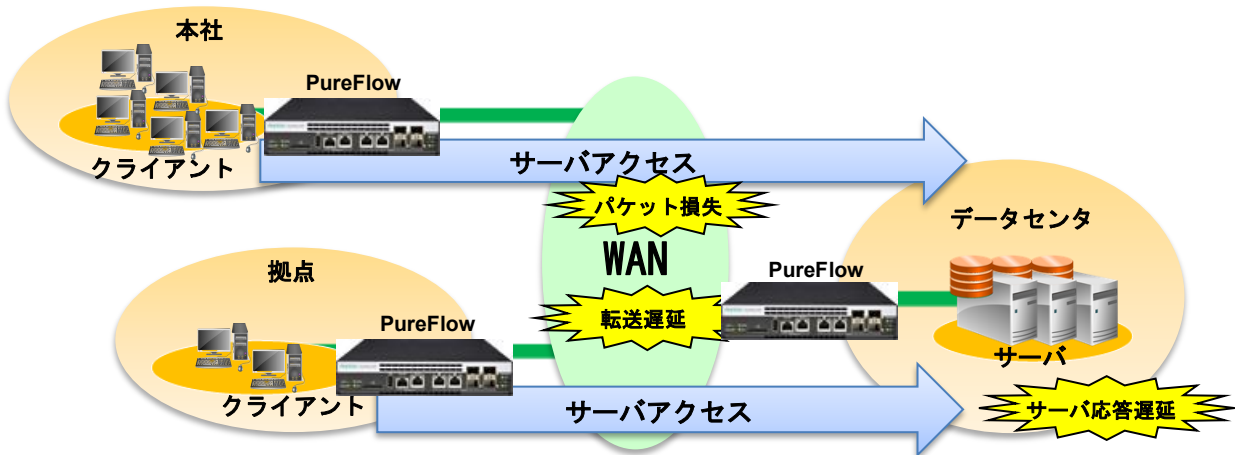 本社
PureFlow
クライアント
サーバアクセス
パケット損失
データセンタ
WAN
拠点
PureFlow
転送遅延
PureFlow
サーバ
クライアント
サーバアクセス
サーバ応答遅延